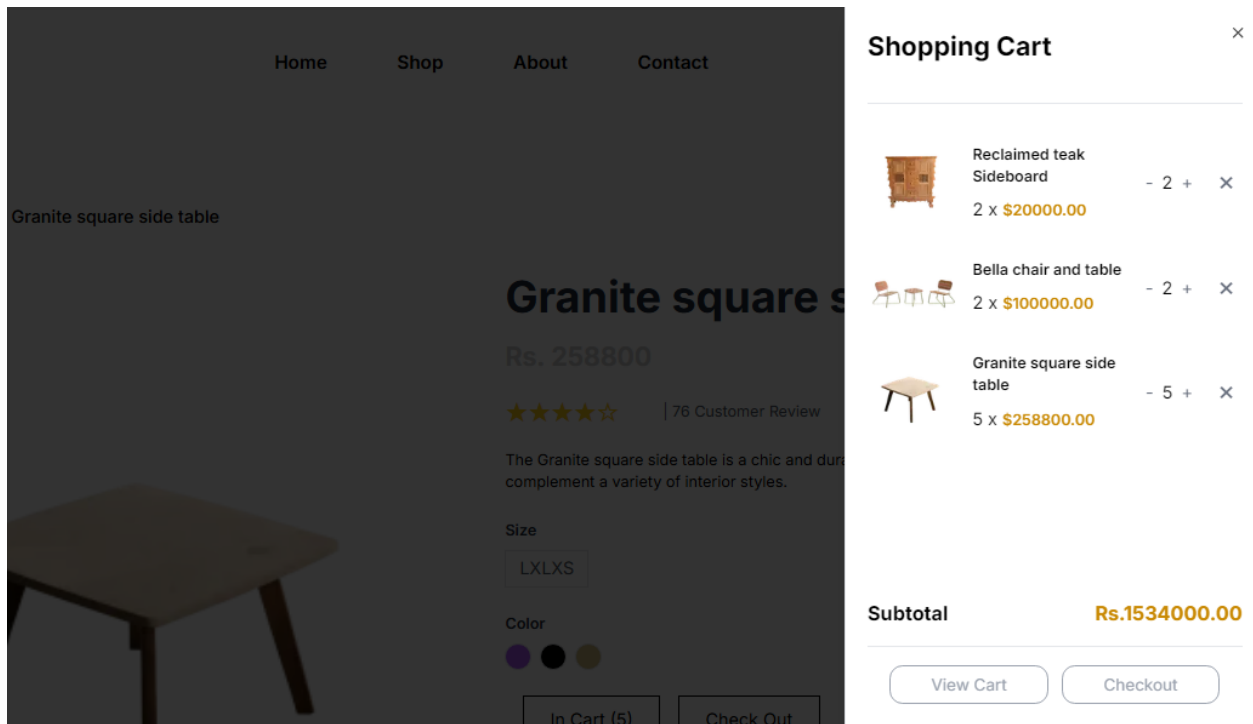 Home Shop About Contact
Granite square side table
Granite square s
Rs. 258800
| 76 Customer Review
The Granite square side table is a chic and dura
complement a variety of interior styles.
Size
LXLXS
Color
In Cart (5) Check Out
Shopping Cart ×
Reclaimed teak
Sideboard
2 x $20000.00
- 2 + ×
Bella chair and table
2 x $100000.00
- 2 + ×
Granite square side
table
5 x $258800.00
- 5 + ×
Subtotal Rs.1534000.00
View Cart Checkout